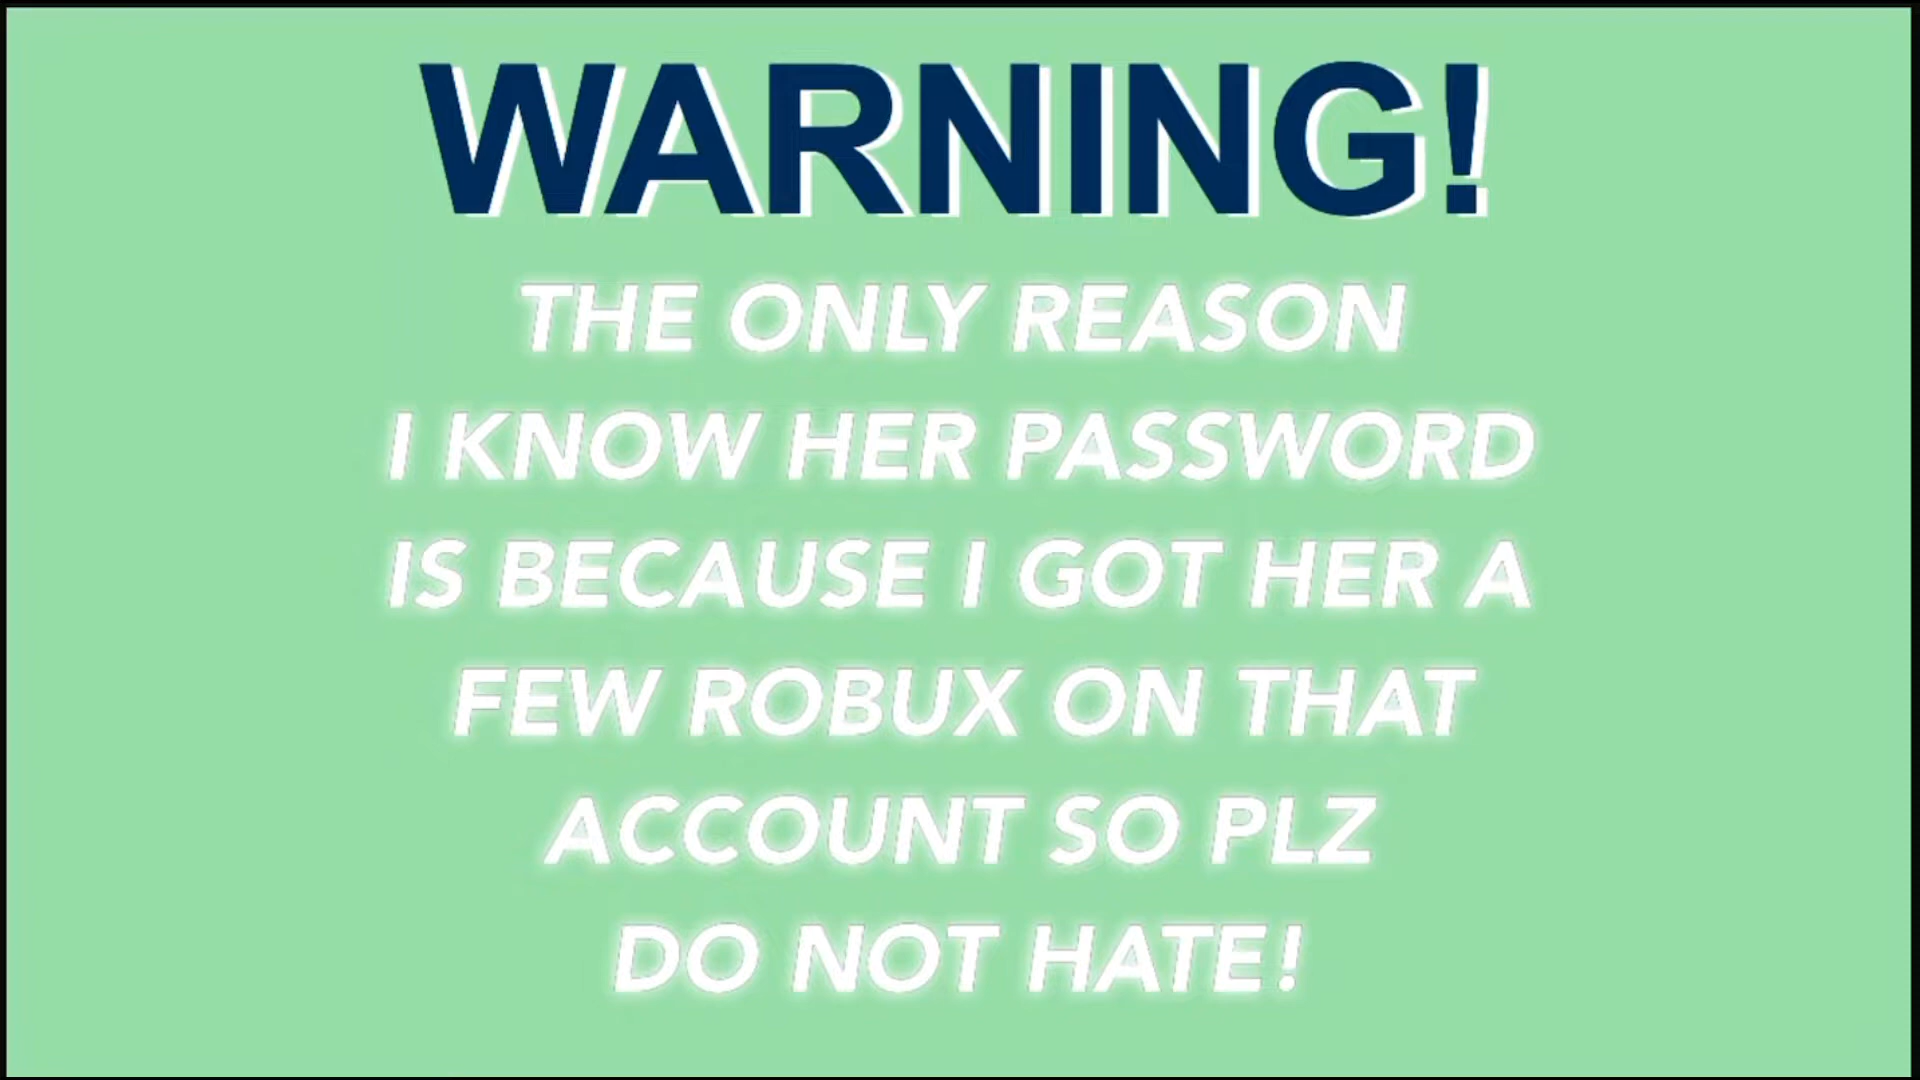 WARNING!
THE ONLY REASON
I KNOW HER PASSWORD
IS BECAUSE I GOT HER A
FEW ROBUX ON THAT
ACCOUNT SO PLZ
DO NOT HATE!